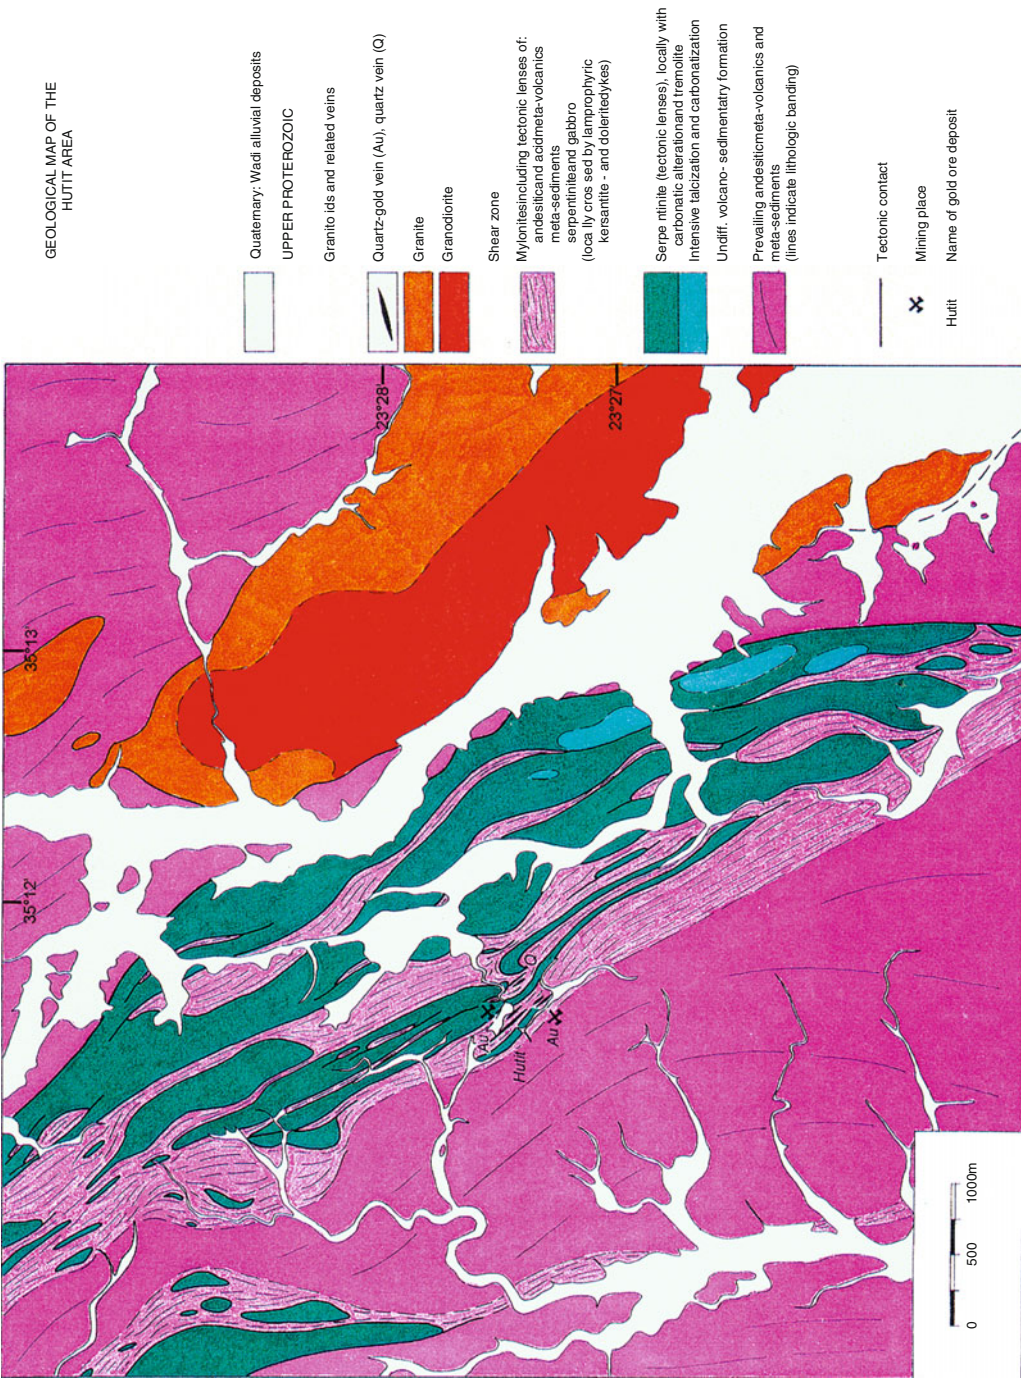 GEOLOGICAL MAP OF THE
HUTIT AREA
Quaternary: Wadi alluvial deposits
UPPER PROTEROZOIC
Granito ids and related veins
Quartz-gold vein (Au), quartz vein (Q)
Granite
Granodiorite
Shear zone
Mylonitesincluding tectonic lenses of:
andesiticand acidmeta-volcanics
meta-sediments
serpentiniteand gabbro
(loca lly cros sed by lamprophyric
kersantite - and doleritedykes)
Serpe ntinite (tectonic lenses), locally with
carbonatic alterationand tremolite
Intensive talcization and carbonatization
Undiff. volcano- sedimentatry formation
Prevailing andesiticmeta-volcanics and
meta-sediments
(lines indicate lithologic banding)
Tectonic contact
Mining place
Hutit Name of gold ore deposit
23°28'
23°27'
35°13'
35°12'
Au
Hutit
Au
Q
0 500 1000m